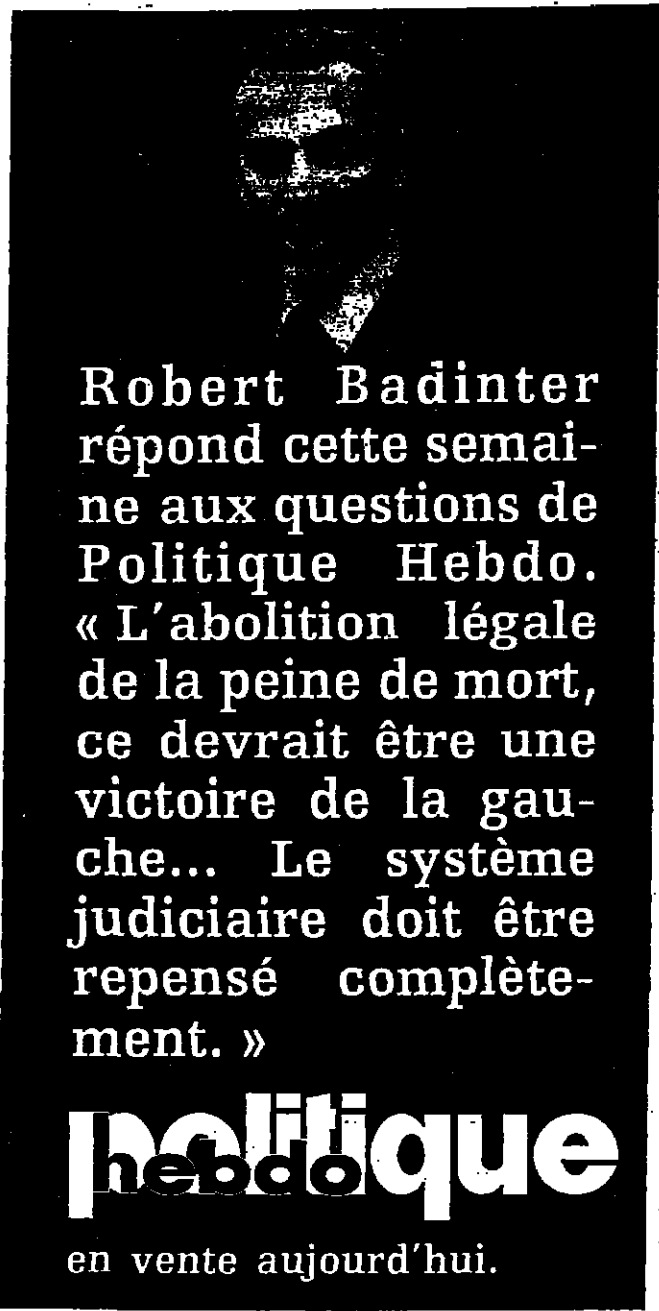 Robert Badinter
répond cette semai-
ne aux questions de
Politique Hebdo.
« L'abolition légale
de la peine de mort,
ce devrait être une
victoire de la gau-
che... Le système
judiciaire doit être
repensé complète-
ment. »
politique
hebdo
en vente aujourd'hui.